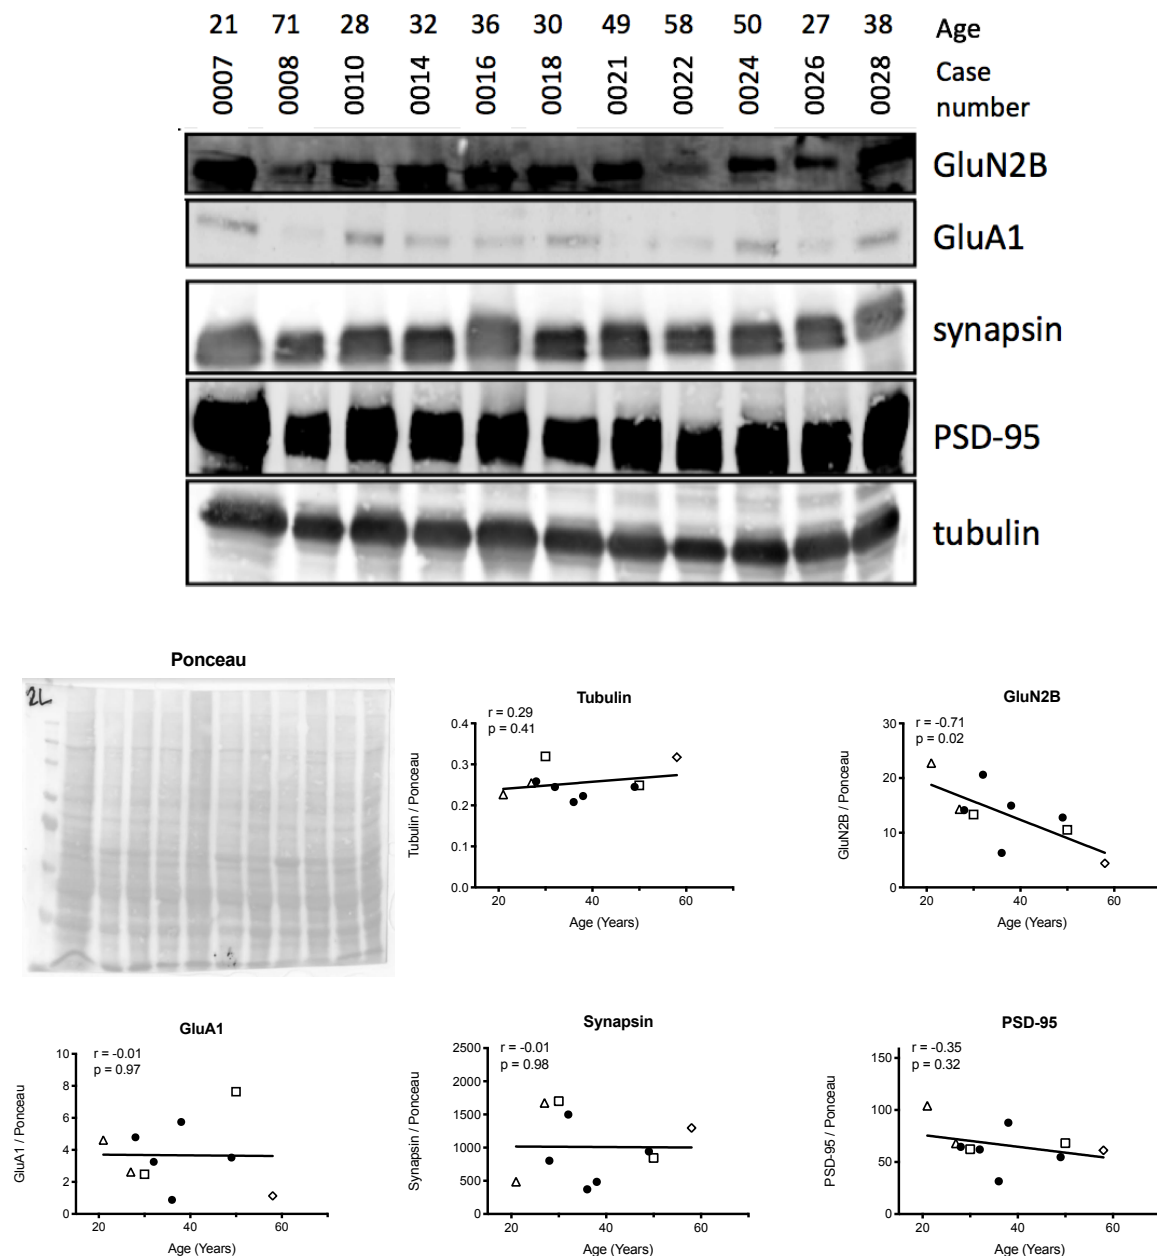 21 71 28 32 36 30 49 58 50 27 38 Age
0007 0008 0010 0014 0016 0018 0021 0022 0024 0026 0028 Case number
GluN2B
GluA1
synapsin
PSD-95
tubulin
Ponceau
2L
Tubulin
r = 0.29
p = 0.41
0.4
0.3
0.2
0.1
0.0
Tubulin / Ponceau
20 40 60
Age (Years)
GluN2B
r = -0.71
p = 0.02
30
20
10
0
GluN2B / Ponceau
20 40 60
Age (Years)
GluA1
r = -0.01
p = 0.97
10
8
6
4
2
0
GluA1 / Ponceau
20 40 60
Age (Years)
Synapsin
r = -0.01
p = 0.98
2500
2000
1500
1000
500
0
Synapsin / Ponceau
20 40 60
Age (Years)
PSD-95
r = -0.35
p = 0.32
150
100
50
0
PSD-95 / Ponceau
20 40 60
Age (Years)